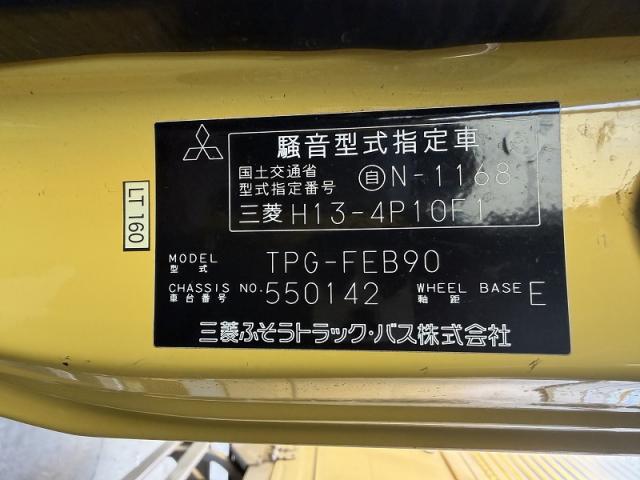 騒音型式指定車
国土交通省
型式指定番号 自N-1168
三菱 H13-4P10F1
MODEL
型式 TPG-FEB90
CHASSIS NO.
車台番号 550142 WHEEL BASE
軸距 E
三菱ふそうトラック・バス株式会社
LT 160